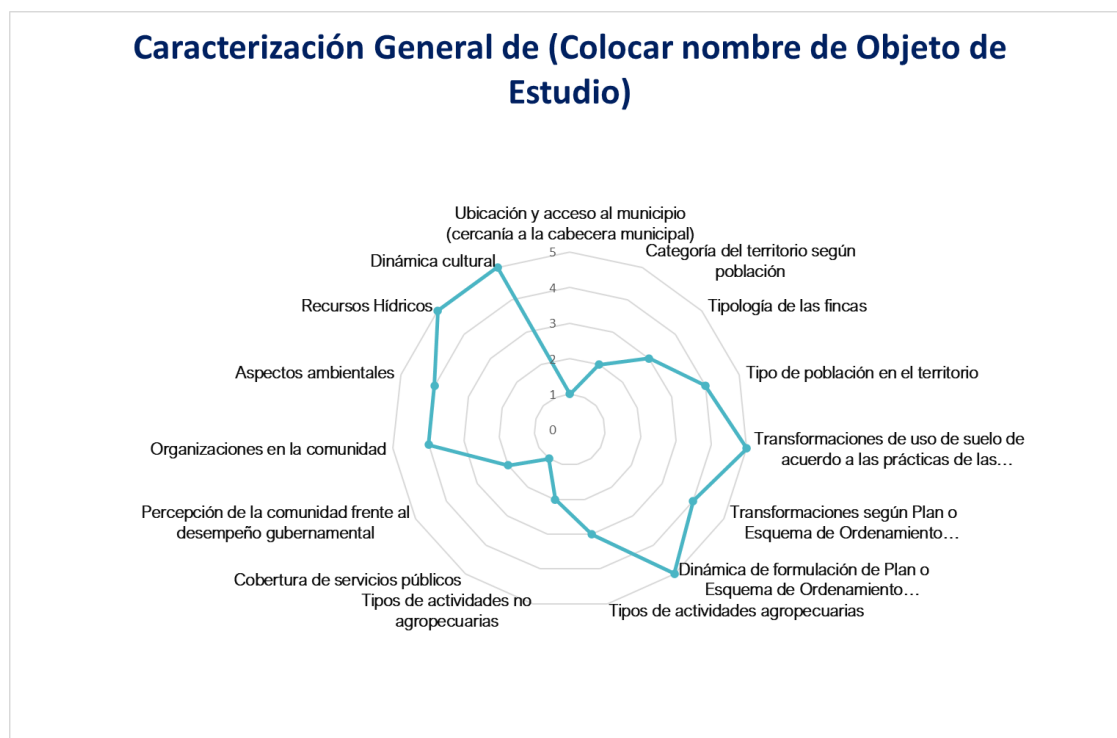 Caracterización General de (Colocar nombre de Objeto de
Estudio)
Ubicación y acceso al municipio
(cercanía a la cabecera municipal)
Categoría del territorio según
población
Tipología de las fincas
Tipo de población en el territorio
Transformaciones de uso de suelo de
acuerdo a las prácticas de las…
Transformaciones según Plan o
Esquema de Ordenamiento…
Dinámica de formulación de Plan o
Esquema de Ordenamiento…
Tipos de actividades agropecuarias
Tipos de actividades no
agropecuarias
Cobertura de servicios públicos
Percepción de la comunidad frente al
desempeño gubernamental
Organizaciones en la comunidad
Aspectos ambientales
Recursos Hídricos
Dinámica cultural
5
4
3
2
1
0